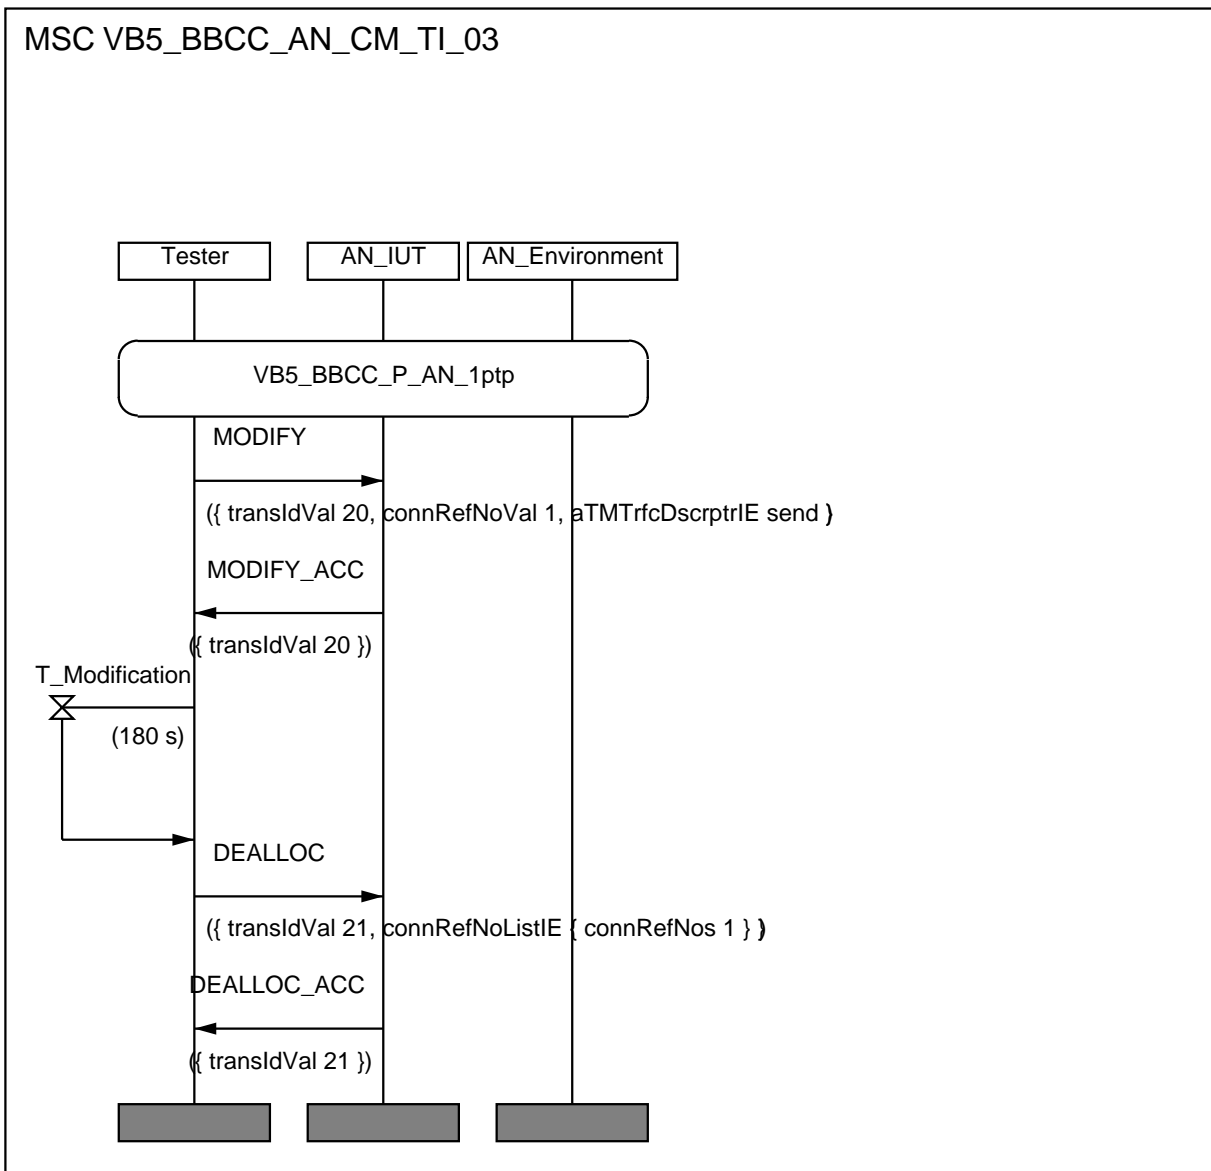 MSC VB5_BBCC_AN_CM_TI_03
Tester
AN_IUT
AN_Environment
VB5_BBCC_P_AN_1ptp
MODIFY
({ transIdVal 20, connRefNoVal 1, aTMTrfcDscrptrIE send })
MODIFY_ACC
({ transIdVal 20 })
T_Modification
(180 s)
DEALLOC
({ transIdVal 21, connRefNoListIE { connRefNos 1 } })
DEALLOC_ACC
({ transIdVal 21 })